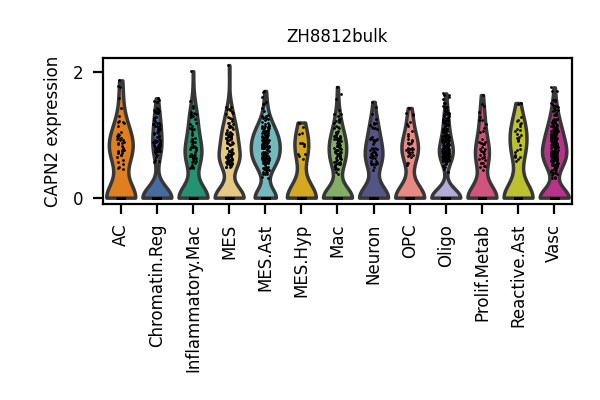 ZH8812bulk
CAPN2 expression
2
0
AC
Chromatin.Reg
Inflammatory.Mac
MES
MES.Ast
MES.Hyp
Mac
Neuron
OPC
Oligo
Prolif.Metab
Reactive.Ast
Vasc